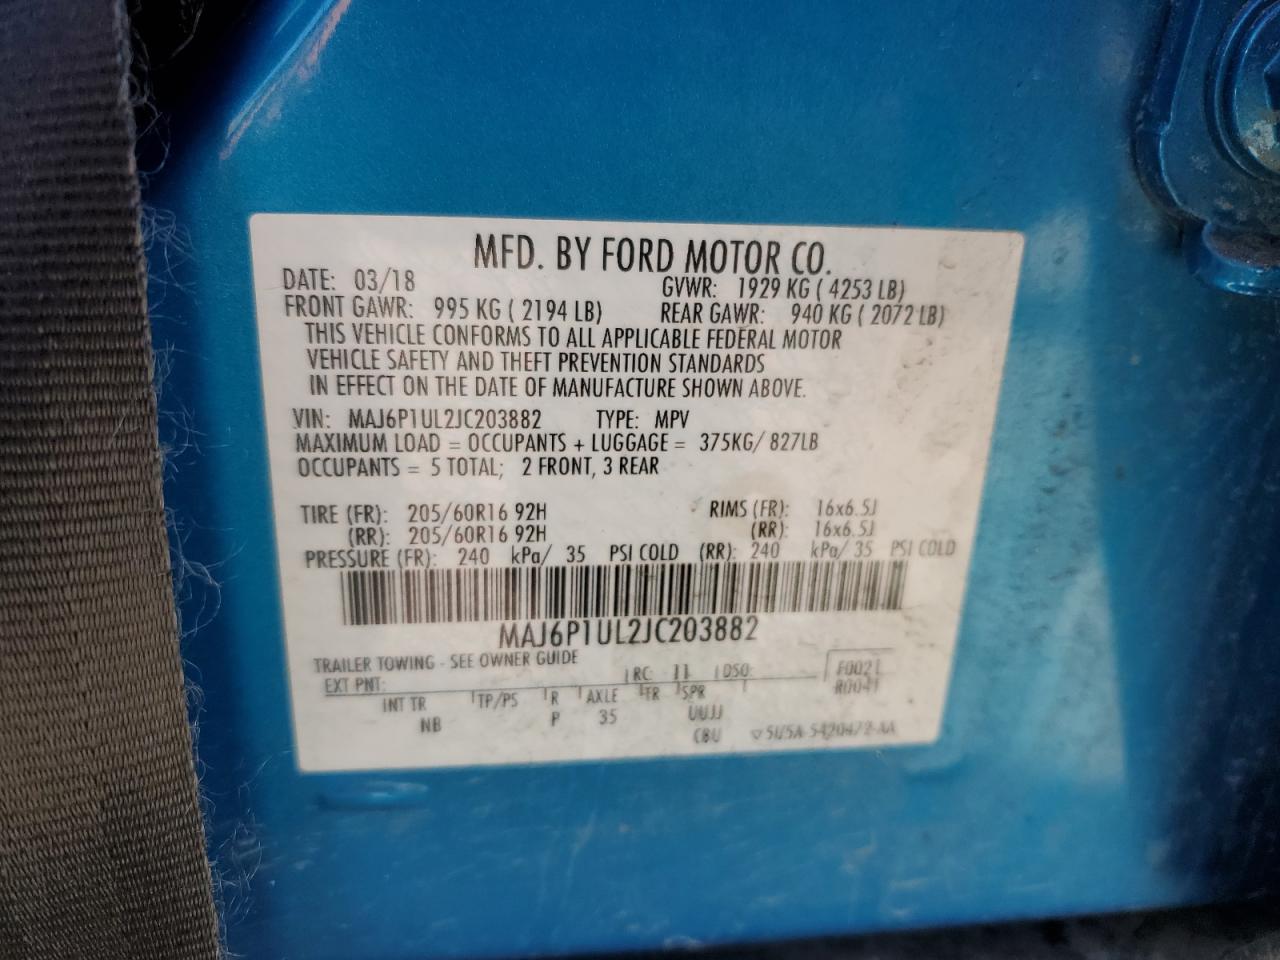 MFD. BY FORD MOTOR CO.
DATE: 03/18 GVWR: 1929 KG ( 4253 LB)
FRONT GAWR: 995 KG ( 2194 LB) REAR GAWR: 940 KG ( 2072 LB)
THIS VEHICLE CONFORMS TO ALL APPLICABLE FEDERAL MOTOR
VEHICLE SAFETY AND THEFT PREVENTION STANDARDS
IN EFFECT ON THE DATE OF MANUFACTURE SHOWN ABOVE.
VIN: MAJ6P1UL2JC203882 TYPE: MPV
MAXIMUM LOAD = OCCUPANTS + LUGGAGE = 375KG/ 827LB
OCCUPANTS = 5 TOTAL; 2 FRONT, 3 REAR
TIRE (FR): 205/60R16 92H RIMS (FR): 16x6.5J
(RR): 205/60R16 92H (RR): 16x6.5J
PRESSURE (FR): 240 kPa/ 35 PSI COLD (RR): 240 kPa/ 35 PSI COLD
MAJ6P1UL2JC203882
TRAILER TOWING - SEE OWNER GUIDE
EXT PNT: RC: 11 DSO: F0021
R0041
INT TR TP/PS R AXLE TR SPR
NB P 35 UUJJ
CBU